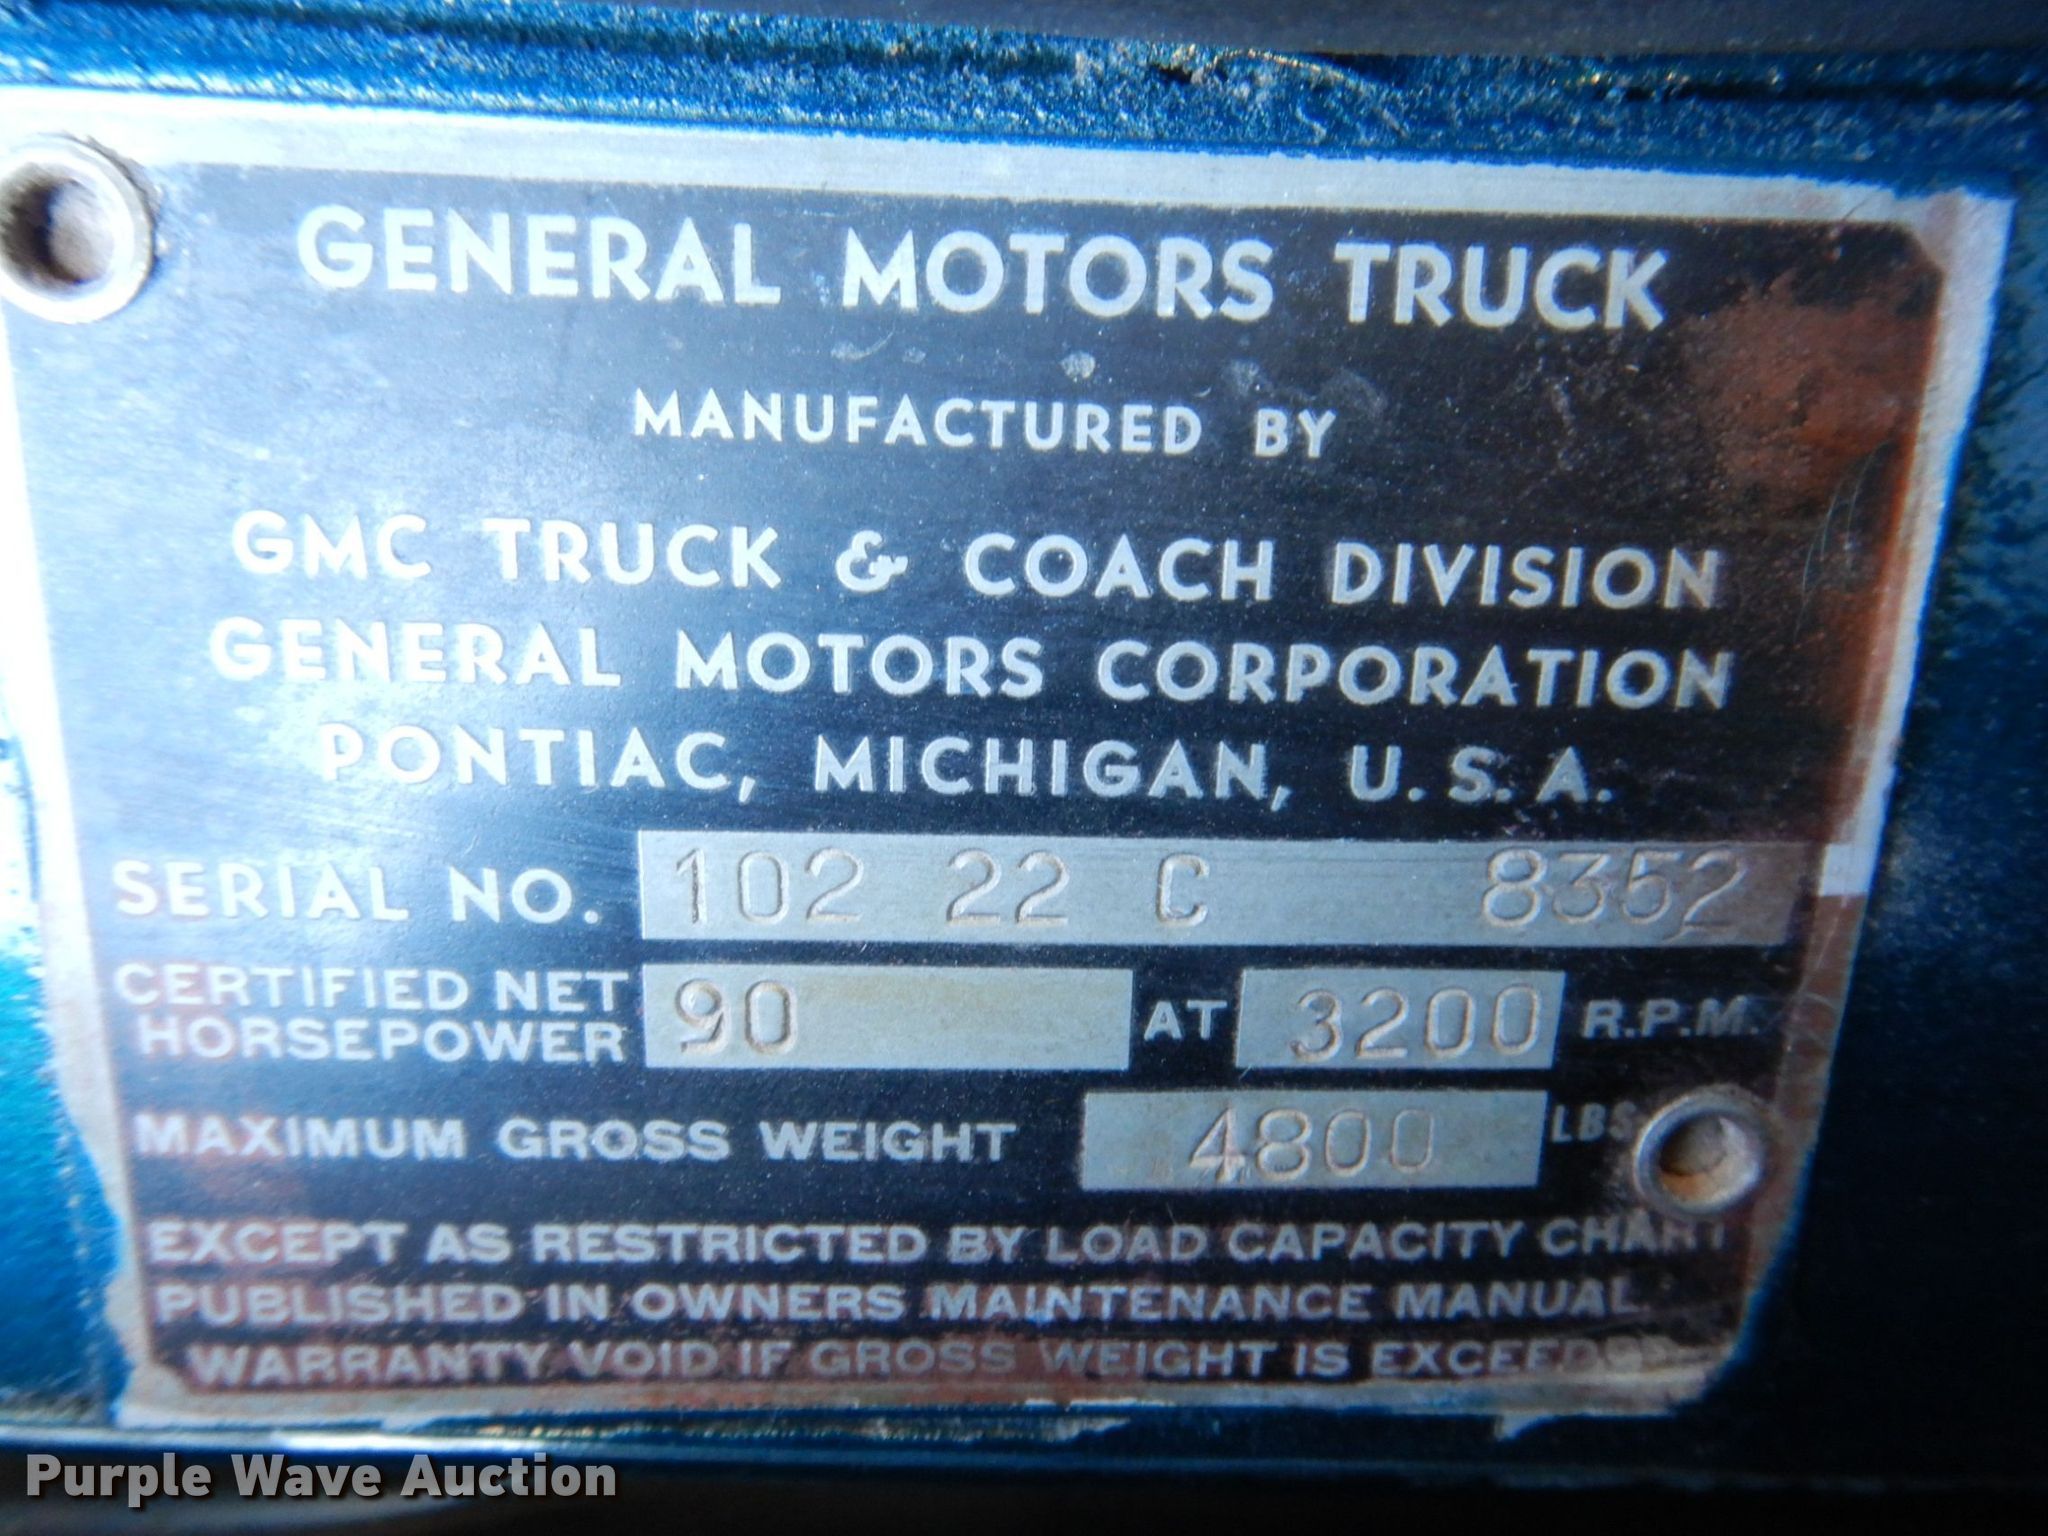 GENERAL MOTORS TRUCK
MANUFACTURED BY
GMC TRUCK & COACH DIVISION
GENERAL MOTORS CORPORATION
PONTIAC, MICHIGAN, U.S.A.
SERIAL NO. 102 22 C 8352
CERTIFIED NET HORSEPOWER 90 AT 3200 R.P.M.
MAXIMUM GROSS WEIGHT 4800 LBS
EXCEPT AS RESTRICTED BY LOAD CAPACITY CHART
PUBLISHED IN OWNERS MAINTENANCE MANUAL.
WARRANTY VOID IF GROSS WEIGHT IS EXCEEDED
Purple Wave Auction